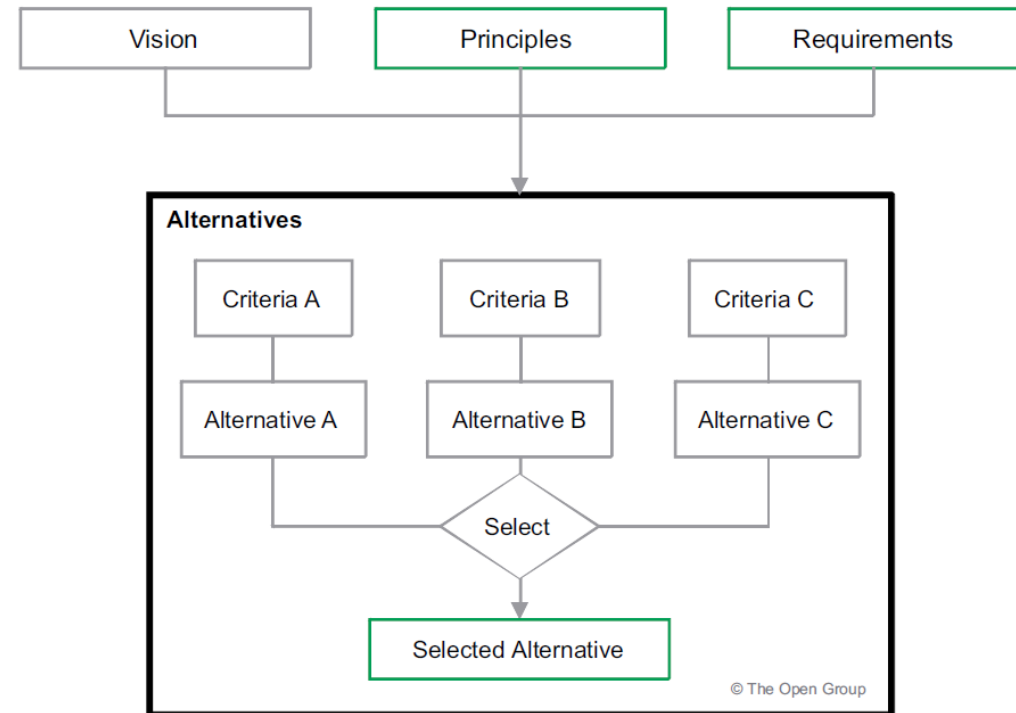 Vision
Principles
Requirements
Alternatives
Criteria A
Criteria B
Criteria C
Alternative A
Alternative B
Alternative C
Select
Selected Alternative
© The Open Group